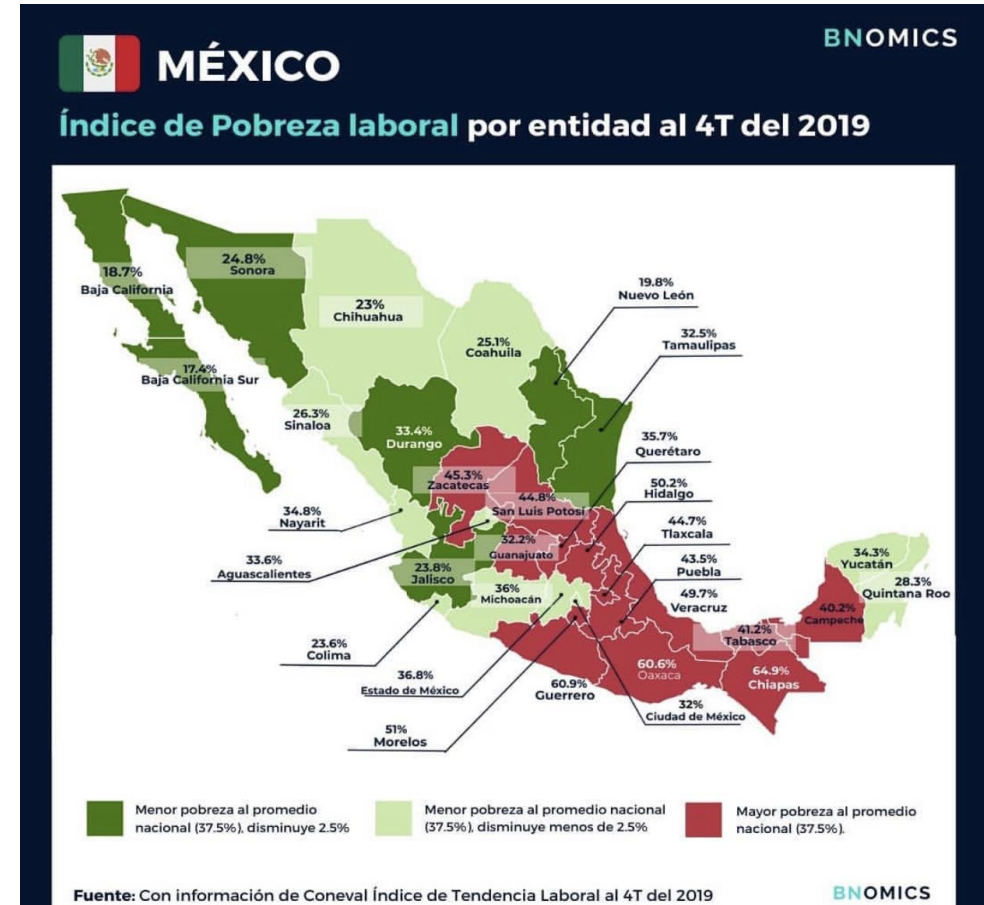 BNOMICS
MÉXICO
Índice de Pobreza laboral por entidad al 4T del 2019
18.7%
Baja California
24.8%
Sonora
23%
Chihuahua
25.1%
Coahuila
19.8%
Nuevo León
32.5%
Tamaulipas
17.4%
Baja California Sur
26.3%
Sinaloa
33.4%
Durango
35.7%
Querétaro
45.3%
Zacatecas
44.8%
San Luis Potosí
50.2%
Hidalgo
34.8%
Nayarit
44.7%
Tlaxcala
33.6%
Aguascalientes
32.2%
Guanajuato
23.8%
Jalisco
43.5%
Puebla
34.3%
Yucatán
28.3%
Quintana Roo
36%
Michoacán
49.7%
Veracruz
40.2%
Campeche
41.2%
Tabasco
23.6%
Colima
36.8%
Estado de México
60.9%
Guerrero
60.6%
Oaxaca
64.9%
Chiapas
32%
Ciudad de México
51%
Morelos
Menor pobreza al promedio
nacional (37.5%), disminuye 2.5%
Menor pobreza al promedio nacional
(37.5%), disminuye menos de 2.5%
Mayor pobreza al promedio
nacional (37.5%).
Fuente: Con información de Coneval Índice de Tendencia Laboral al 4T del 2019
BNOMICS